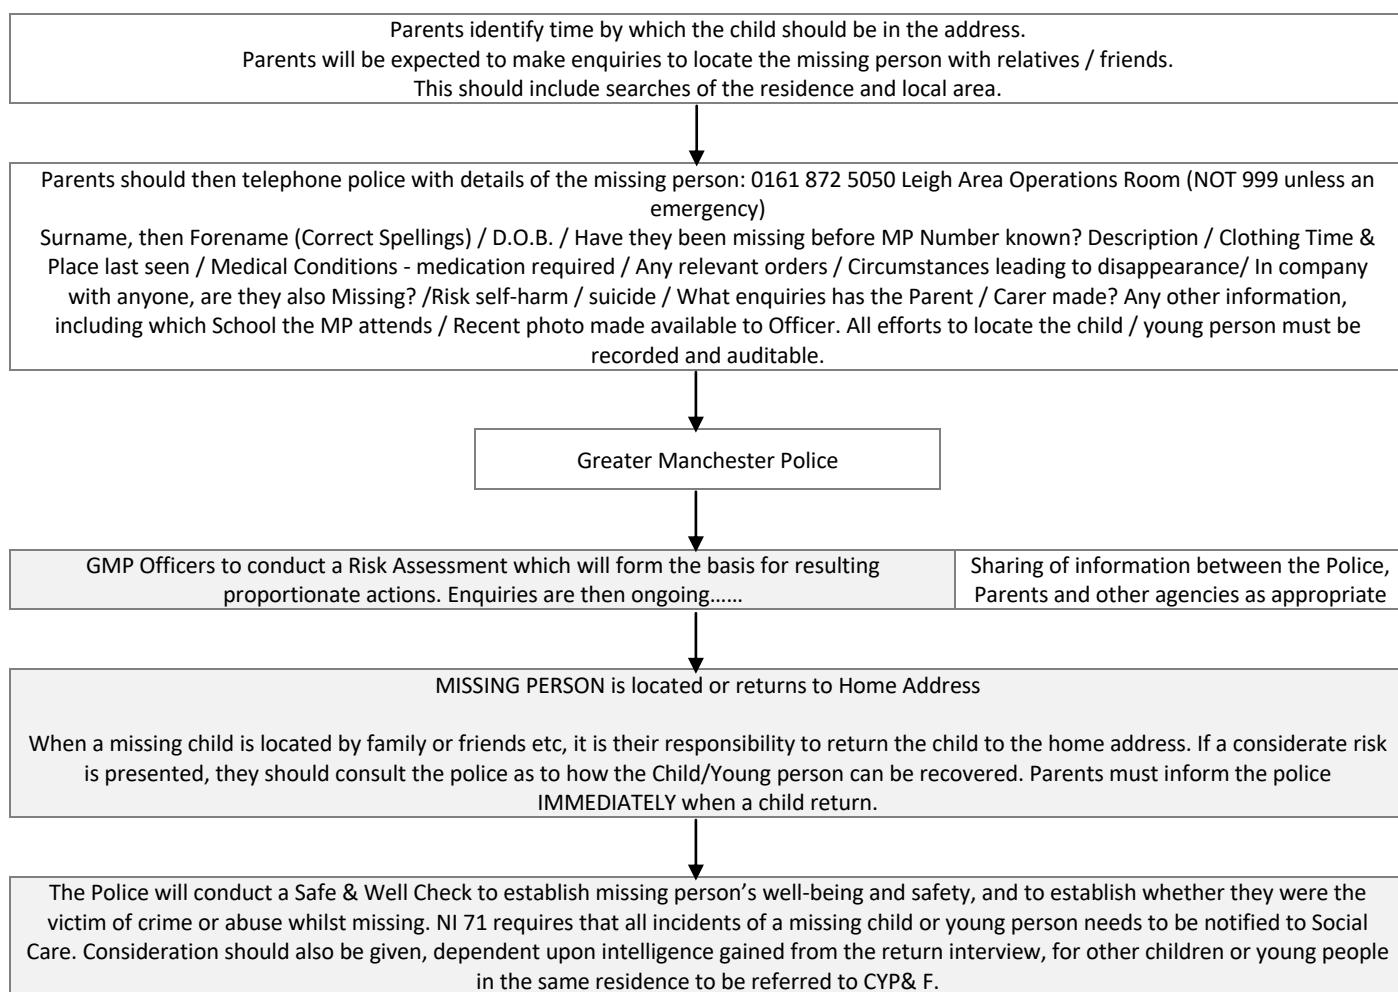 Parents identify time by which the child should be in the address.
Parents will be expected to make enquiries to locate the missing person with relatives / friends.
This should include searches of the residence and local area.
Parents should then telephone police with details of the missing person: 0161 872 5050 Leigh Area Operations Room (NOT 999 unless an
emergency)
Surname, then Forename (Correct Spellings) / D.O.B. / Have they been missing before MP Number known? Description / Clothing Time &
Place last seen / Medical Conditions - medication required / Any relevant orders / Circumstances leading to disappearance/ In company
with anyone, are they also Missing? /Risk self-harm / suicide / What enquiries has the Parent / Carer made? Any other information,
including which School the MP attends / Recent photo made available to Officer. All efforts to locate the child / young person must be
recorded and auditable.
Greater Manchester Police
GMP Officers to conduct a Risk Assessment which will form the basis for resulting
proportionate actions. Enquiries are then ongoing……
Sharing of information between the Police,
Parents and other agencies as appropriate
MISSING PERSON is located or returns to Home Address
When a missing child is located by family or friends etc, it is their responsibility to return the child to the home address. If a considerate risk
is presented, they should consult the police as to how the Child/Young person can be recovered. Parents must inform the police
IMMEDIATELY when a child return.
The Police will conduct a Safe & Well Check to establish missing person's well-being and safety, and to establish whether they were the
victim of crime or abuse whilst missing. NI 71 requires that all incidents of a missing child or young person needs to be notified to Social
Care. Consideration should also be given, dependent upon intelligence gained from the return interview, for other children or young people
in the same residence to be referred to CYP& F.